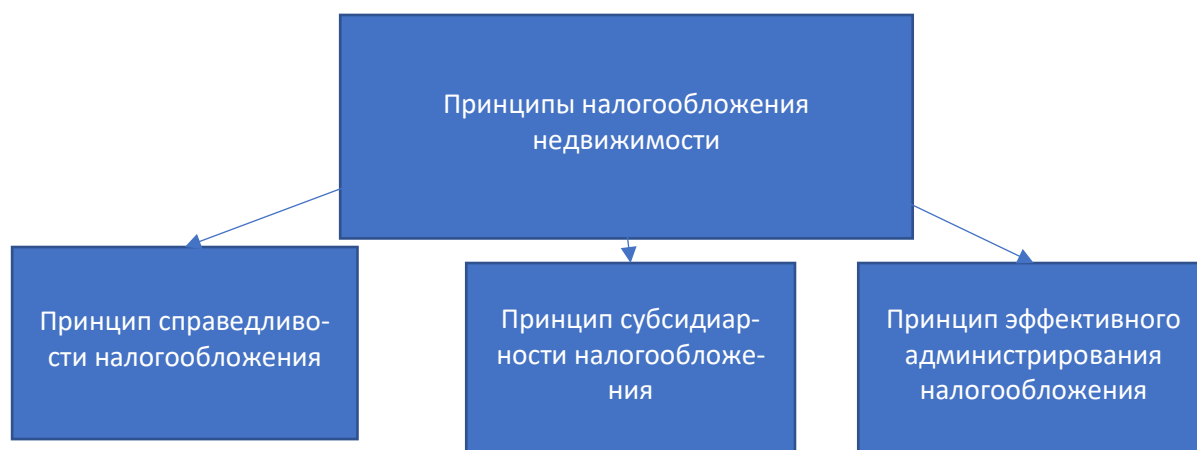 Принципы налогообложения
недвижимости
Принцип справедливо-
сти налогообложения
Принцип субсидиар-
ности налогообложе-
ния
Принцип эффективного
администрирования
налогообложения